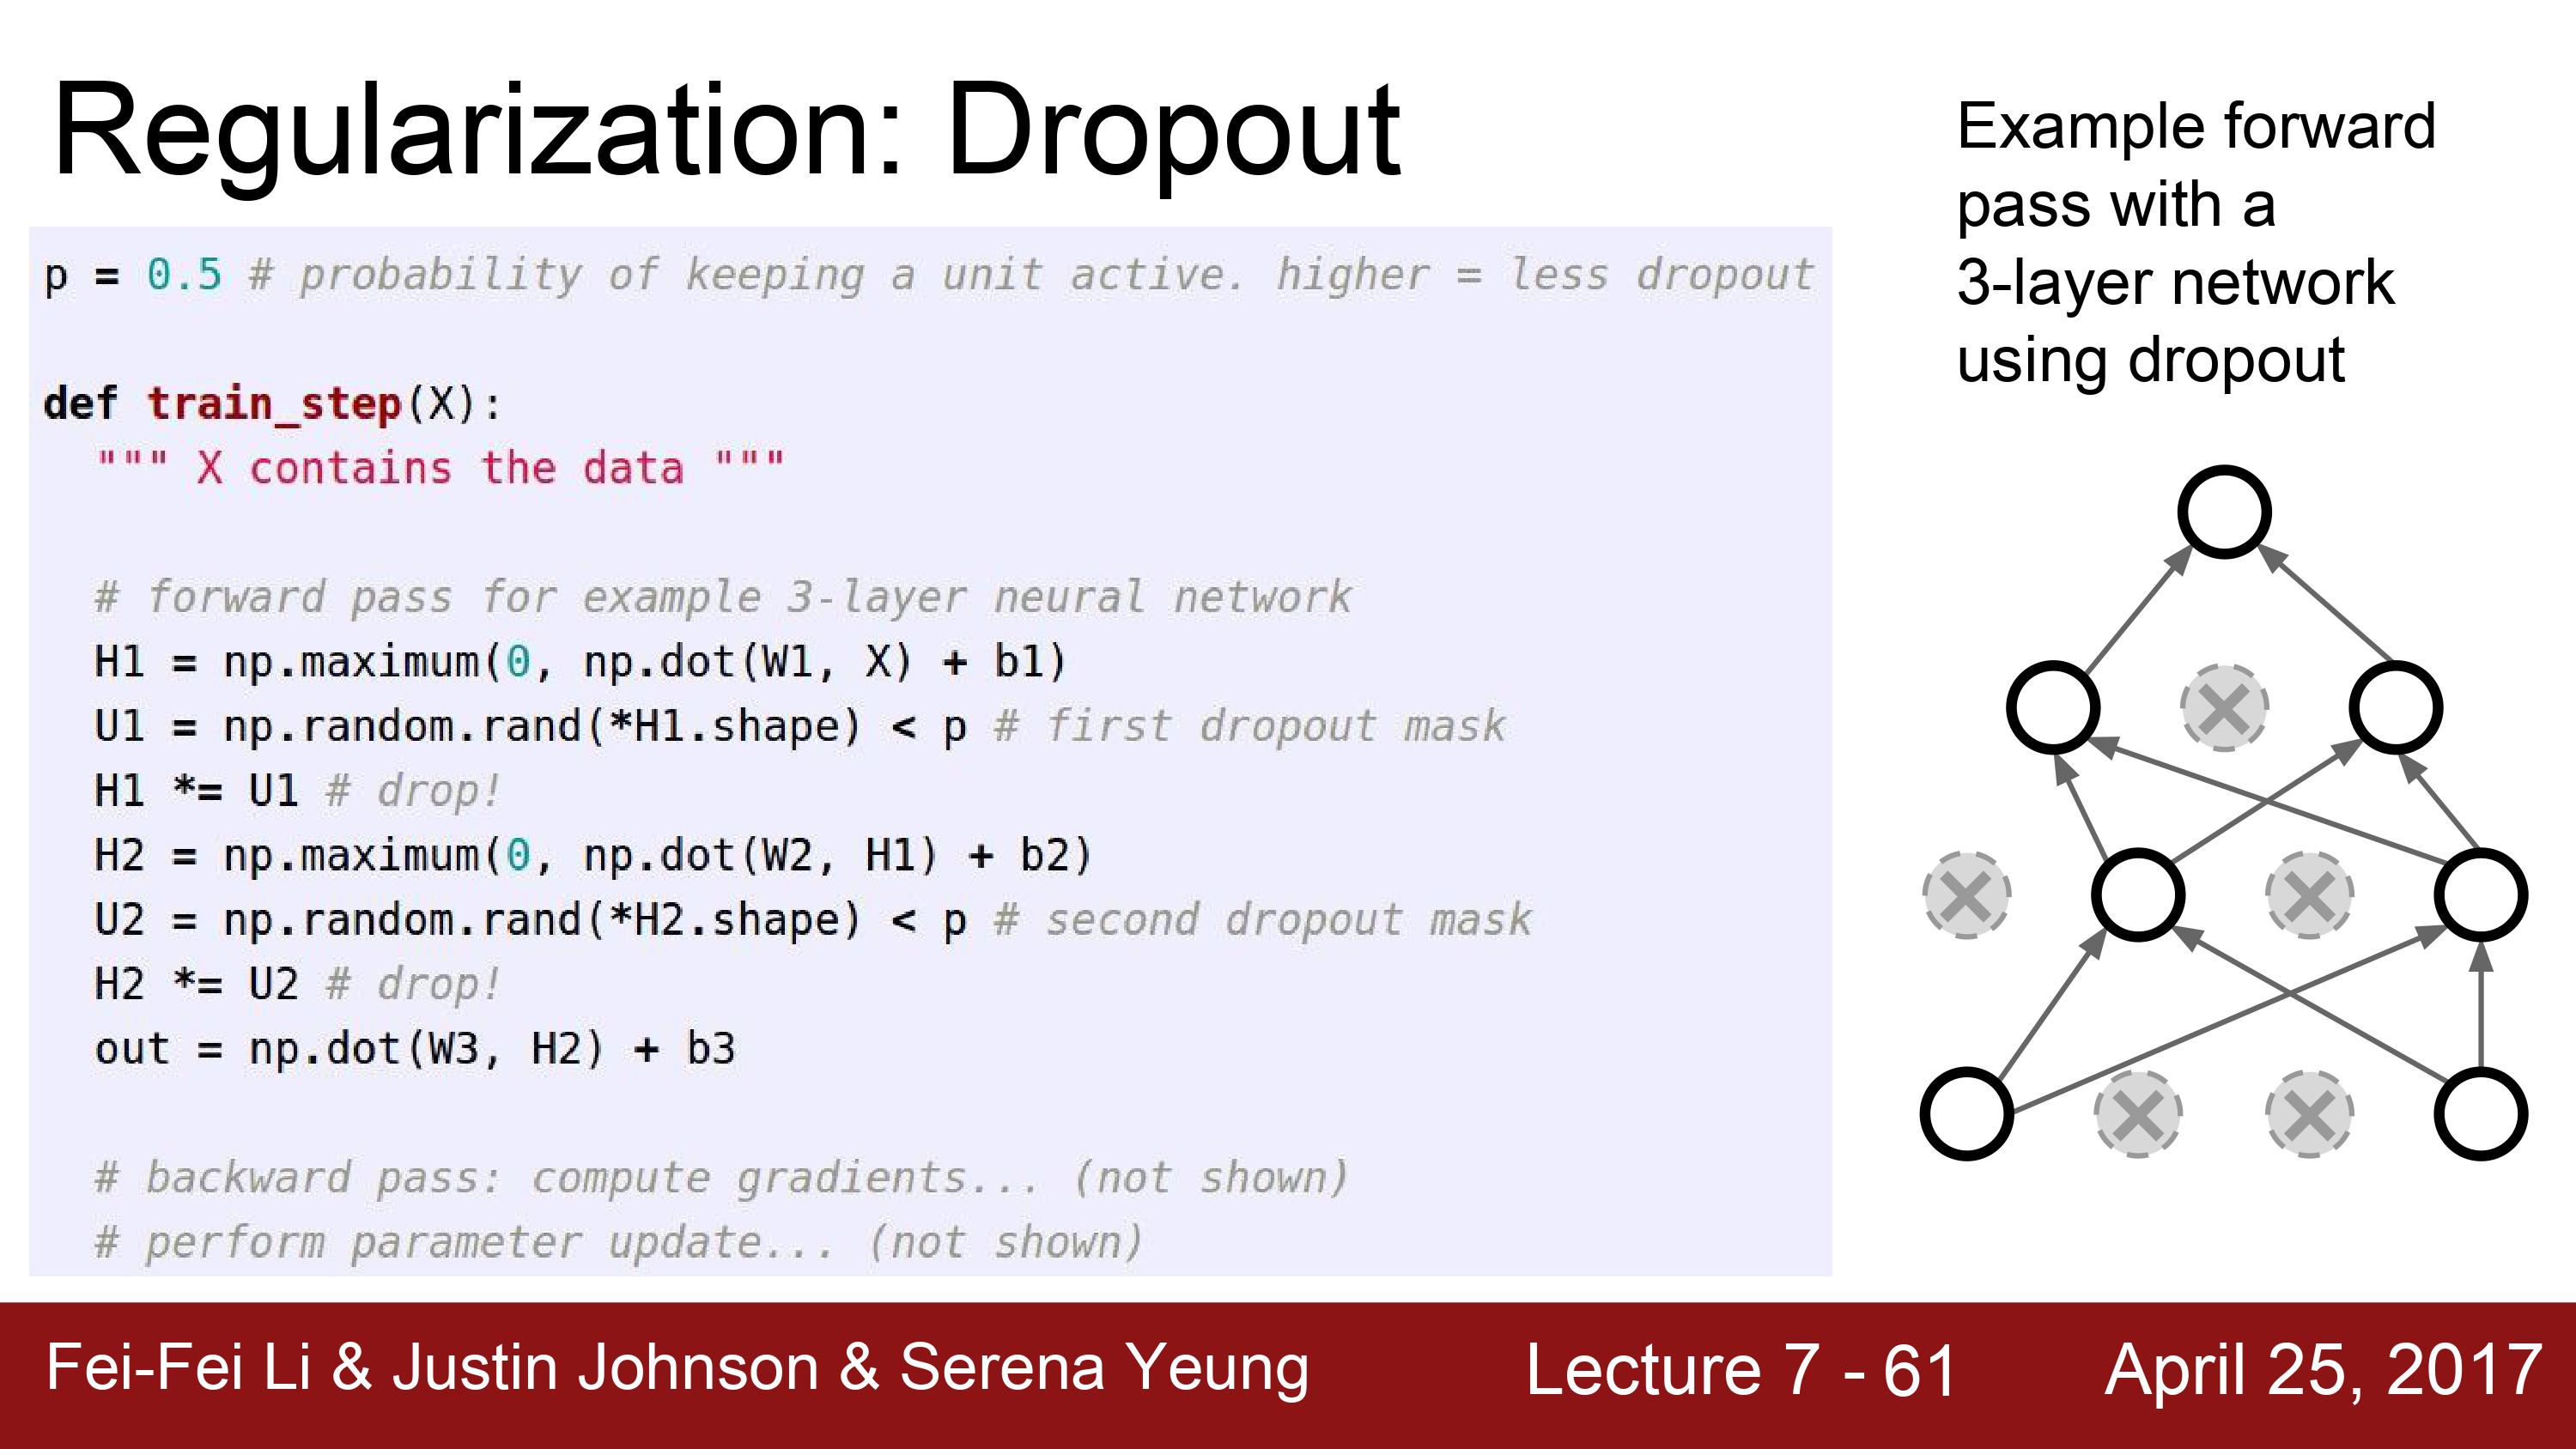 Regularization: Dropout
p = 0.5 # probability of keeping a unit active. higher = less dropout
def train_step(X):
  """ X contains the data """
  # forward pass for example 3-layer neural network
  H1 = np.maximum(0, np.dot(W1, X) + b1)
  U1 = np.random.rand(*H1.shape) < p # first dropout mask
  H1 *= U1 # drop!
  H2 = np.maximum(0, np.dot(W2, H1) + b2)
  U2 = np.random.rand(*H2.shape) < p # second dropout mask
  H2 *= U2 # drop!
  out = np.dot(W3, H2) + b3
  # backward pass: compute gradients... (not shown)
  # perform parameter update... (not shown)
Example forward
pass with a
3-layer network
using dropout
Fei-Fei Li & Justin Johnson & Serena Yeung
Lecture 7 - 61
April 25, 2017